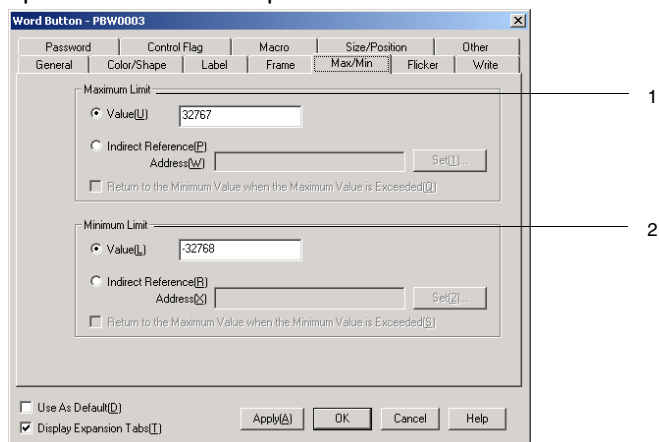 Word Button - PBW0003
Password Control Flag Macro Size/Position Other
General Color/Shape Label Frame Max/Min Flicker Write
Maximum Limit
1
Value(U) 32767
Indirect Reference(P)
Address(W) Set(1)...
Return to the Minimum Value when the Maximum Value is Exceeded(Q)
Minimum Limit
2
Value(L) -32768
Indirect Reference(R)
Address(X) Set(2)...
Return to the Maximum Value when the Minimum Value is Exceeded(S)
Use As Default(D)
Display Expansion Tabs(T)
Apply(A) OK Cancel Help